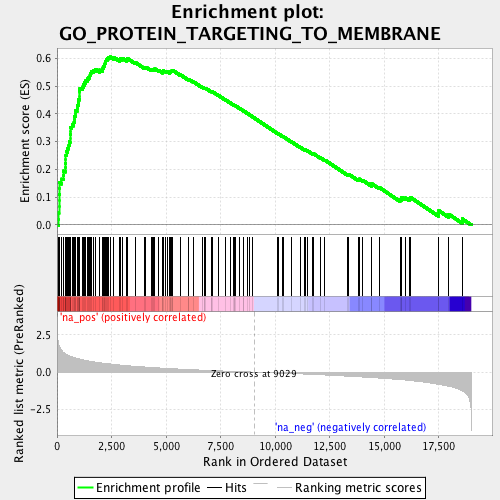 Enrichment plot:
GO_PROTEIN_TARGETING_TO_MEMBRANE
Enrichment score (ES)
0.6
0.5
0.4
0.3
0.2
0.1
0.0
'na_pos' (positively correlated)
Ranked list metric (PreRanked)
2.5
0.0
-2.5
Zero cross at 9029
'na_neg' (negatively correlated)
0
2,500
5,000
7,500
10,000
12,500
15,000
17,500
Rank in Ordered Dataset
Enrichment profile
Hits
Ranking metric scores